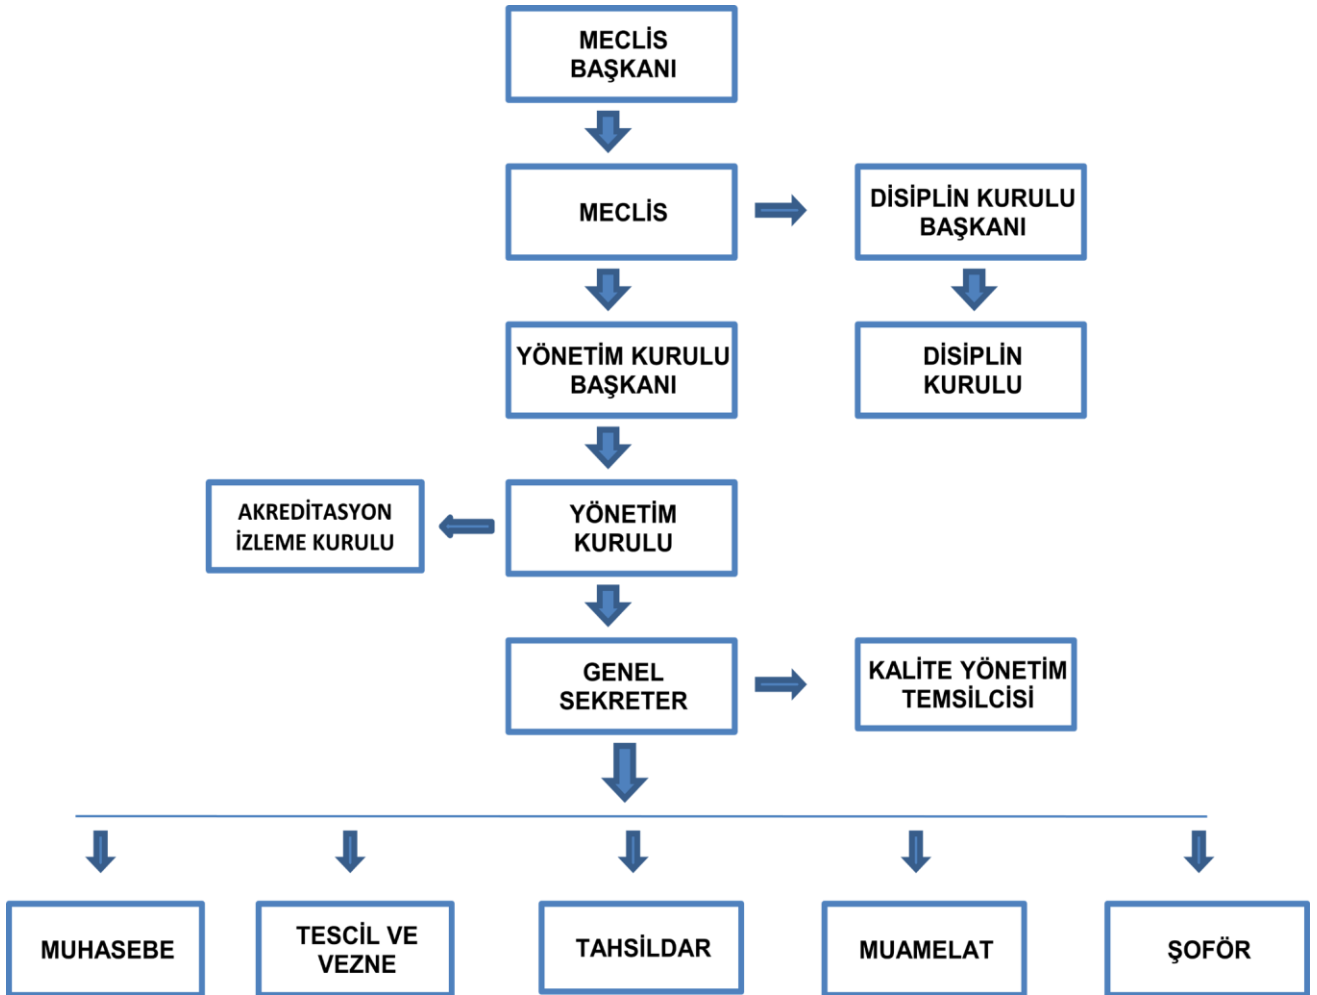 MECLİS
BAŞKANI
MECLİS
DİSİPLİN KURULU
BAŞKANI
YÖNETİM KURULU
BAŞKANI
DİSİPLİN
KURULU
AKREDİTASYON
İZLEME KURULU
YÖNETİM
KURULU
GENEL
SEKRETER
KALİTE YÖNETİM
TEMSİLCİSİ
MUHASEBE
TESCİL VE
VEZNE
TAHSİLDAR
MUAMELAT
ŞOFÖR